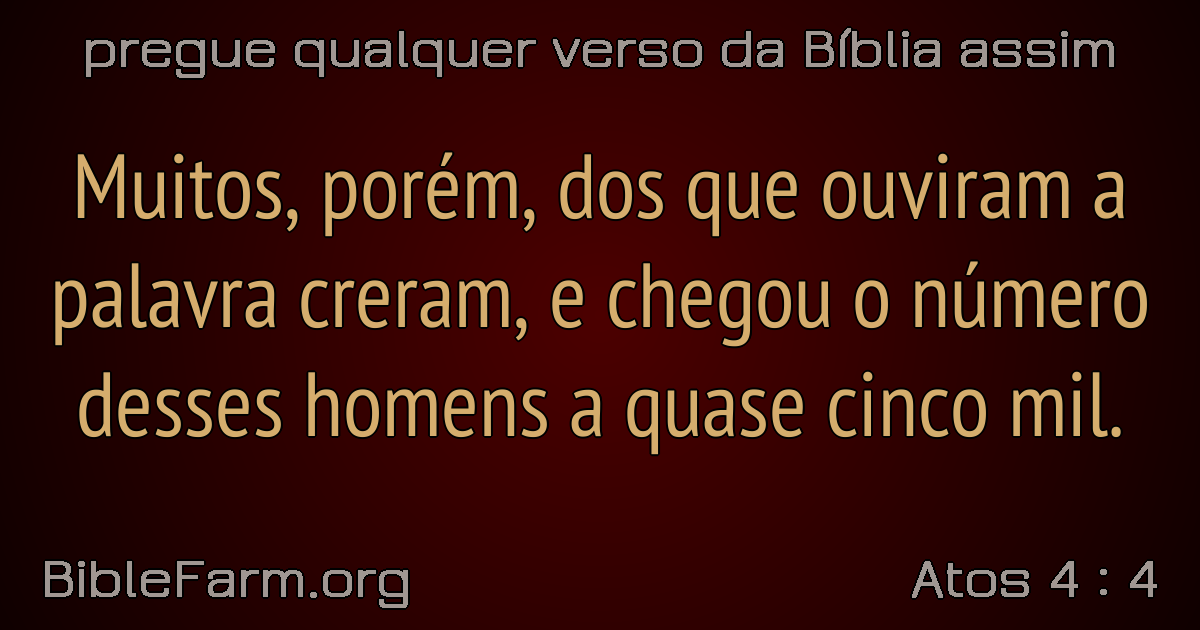 pregue qualquer verso da Bíblia assim
Muitos, porém, dos que ouviram a
palavra creram, e chegou o número
desses homens a quase cinco mil.
BibleFarm.org
Atos 4 : 4